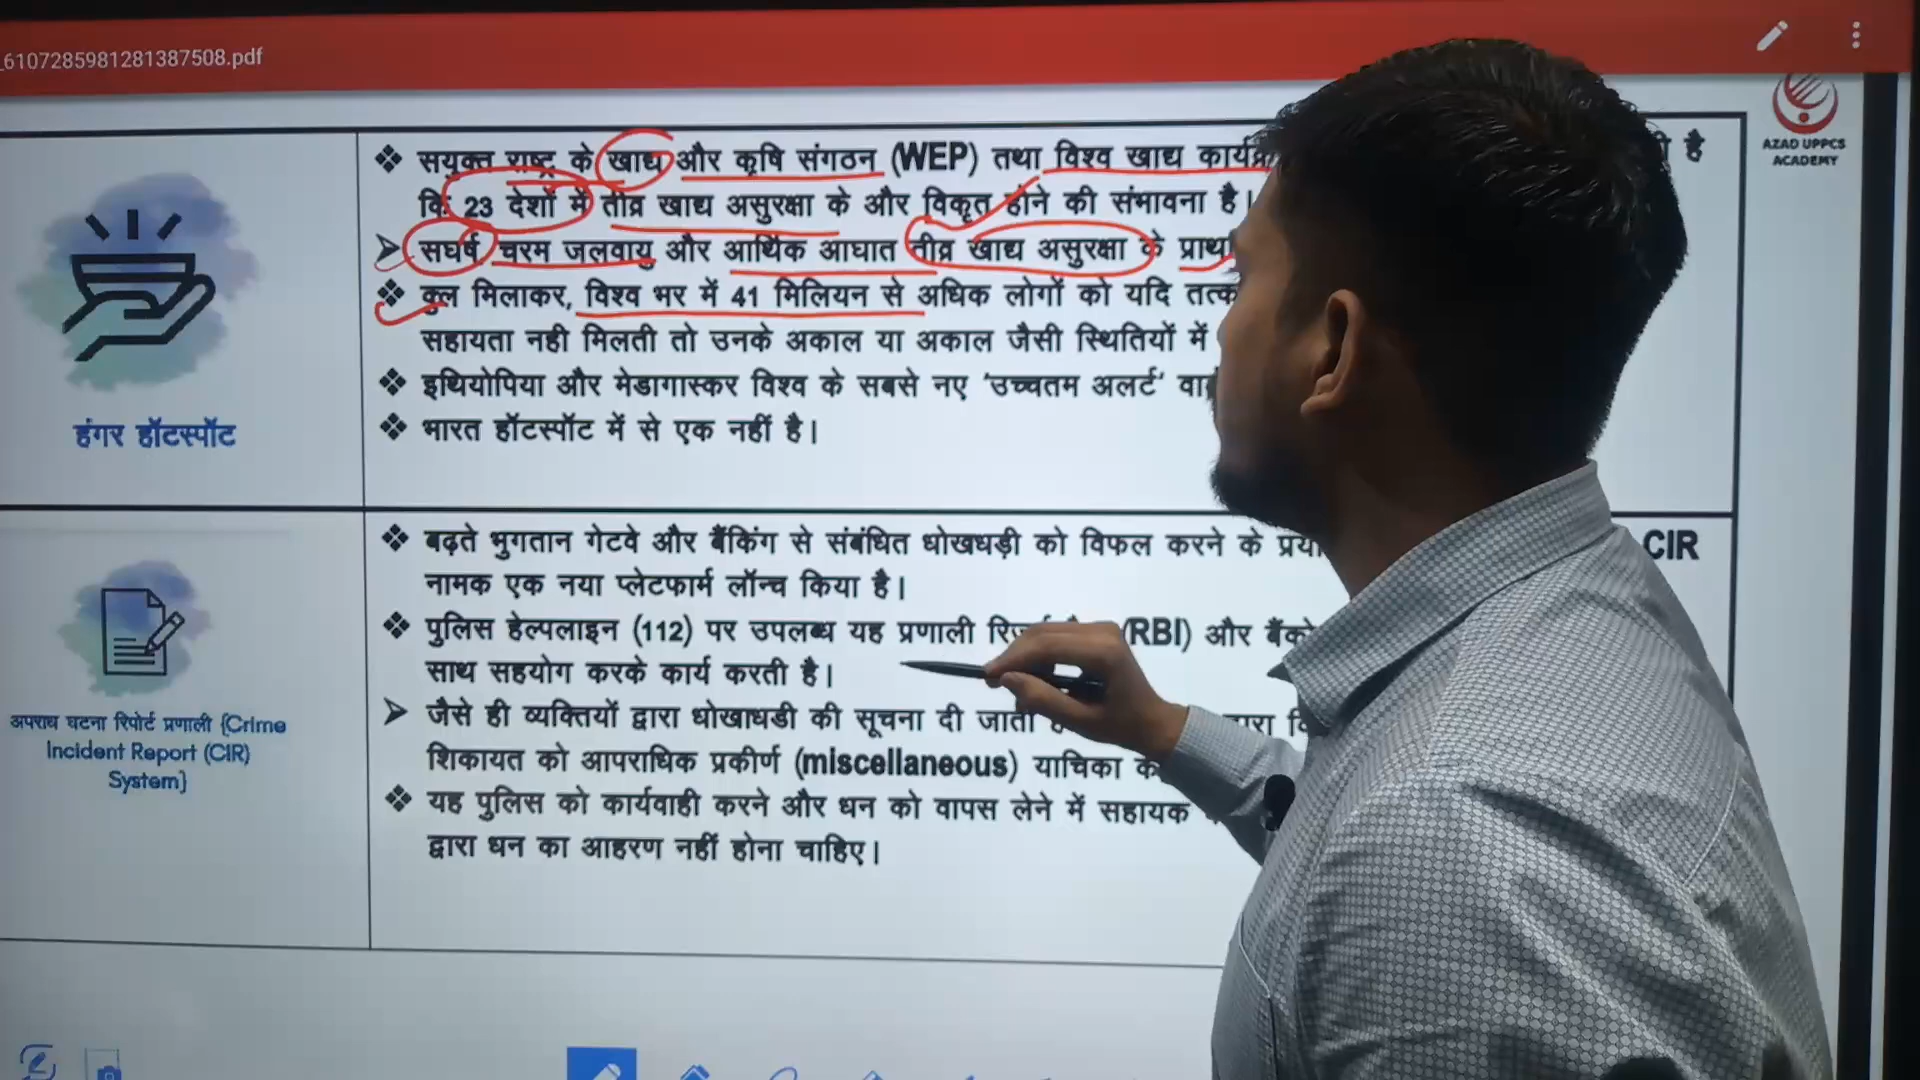 _6107285981281387508.pdf
AZAD UPPCS
ACADEMY
❖ सयुक्त राष्ट्र के खाद्य और कृषि संगठन (WEP) तथा विश्व खाद्य है
कि 23 देशों में तीव्र खाद्य असुरक्षा के और विकृत होने की संभावना है।
➤ सघर्ष चरम जलवायु और आर्थिक आघात तीव्र खाद्य असुरक्षा के
❖ कुल मिलाकर, विश्व भर में 41 मिलियन से अधिक लोगों को यदि
सहायता नही मिलती तो उनके अकाल या अकाल जैसी स्थितियों में
❖ इथियोपिया और मेडागास्कर विश्व के सबसे नए 'उच्चतम अलर्ट'
❖ भारत हॉटस्पॉट में से एक नहीं है।
हंगर हॉटस्पॉट
❖ बढ़ते भुगतान गेटवे और बैंकिंग से संबंधित धोखधड़ी को विफल करने के CIR
नामक एक नया प्लेटफार्म लॉन्च किया है।
❖ पुलिस हेल्पलाइन (112) पर उपलब्ध यह प्रणाली (RBI) और
साथ सहयोग करके कार्य करती है।
➤ जैसे ही व्यक्तियों द्वारा धोखाधडी की सूचना दी जाती
शिकायत को आपराधिक प्रकीर्ण (miscellaneous) याचिका
❖ यह पुलिस को कार्यवाही करने और धन को वापस लेने में सहायक
द्वारा धन का आहरण नहीं होना चाहिए।
अपराध घटना रिपोर्ट प्रणाली {Crime
Incident Report (CIR)
System}